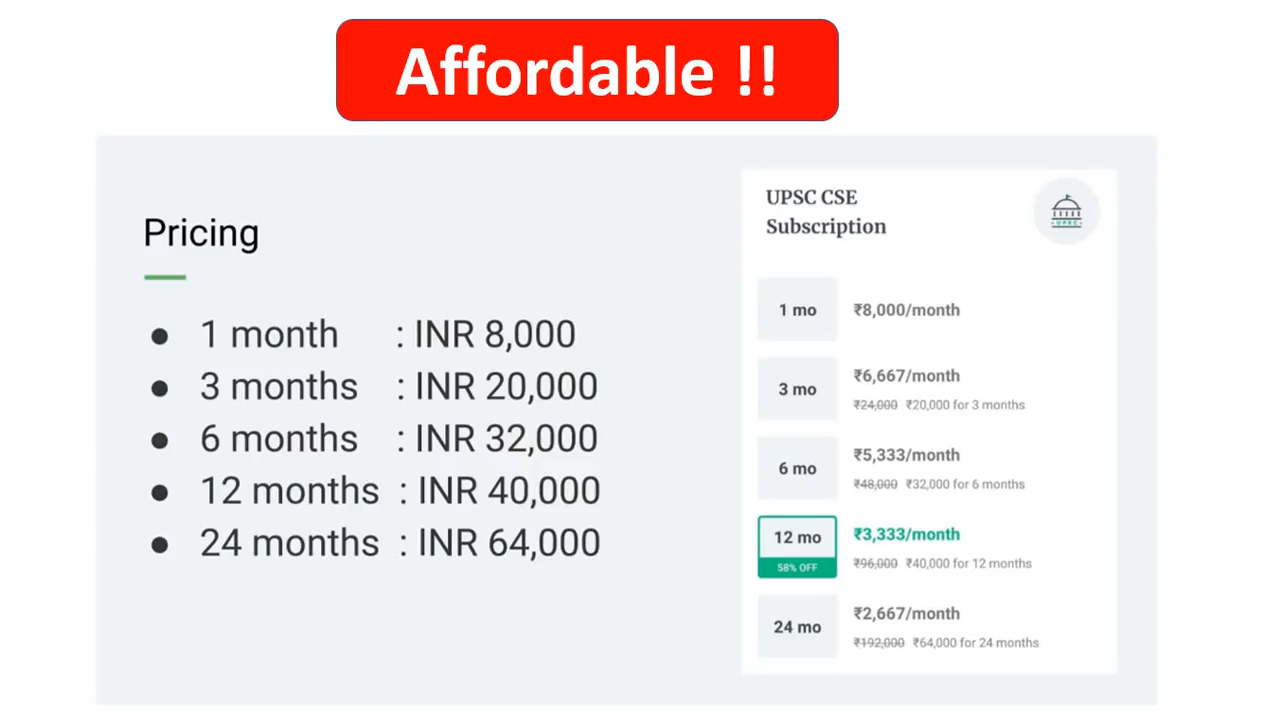 Affordable !!
Pricing
● 1 month : INR 8,000
● 3 months : INR 20,000
● 6 months : INR 32,000
● 12 months : INR 40,000
● 24 months : INR 64,000
UPSC CSE
Subscription
UPSC
1 mo ₹8,000/month
3 mo ₹6,667/month
₹24,000 ₹20,000 for 3 months
6 mo ₹5,333/month
₹48,000 ₹32,000 for 6 months
12 mo ₹3,333/month
58% OFF ₹96,000 ₹40,000 for 12 months
24 mo ₹2,667/month
₹192,000 ₹64,000 for 24 months